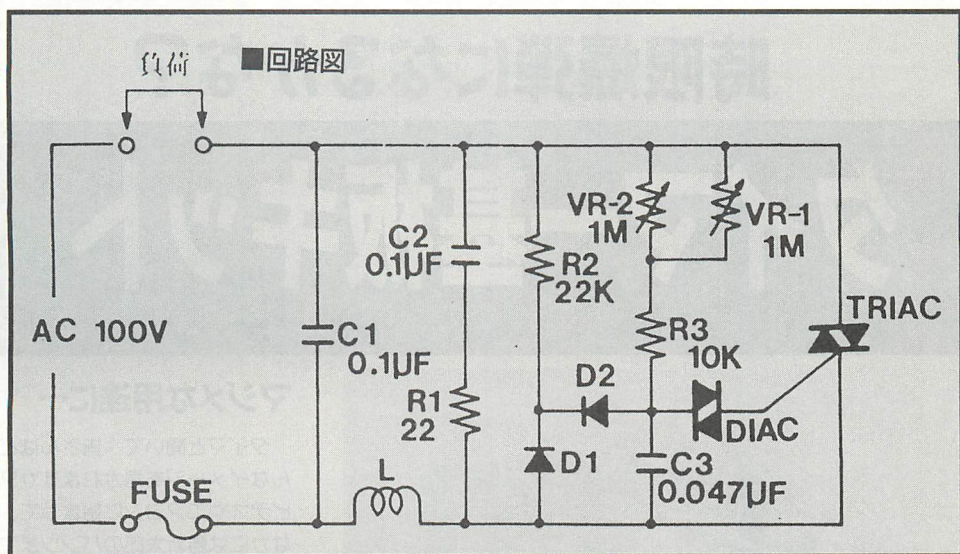 負荷
■回路図
VR-2
1M
VR-1
1M
C2
0.1μF
R2
22K
TRIAC
AC 100V
C1
0.1μF
R3
10K
D2
R1
22
DIAC
D1
C3
0.047μF
L
FUSE